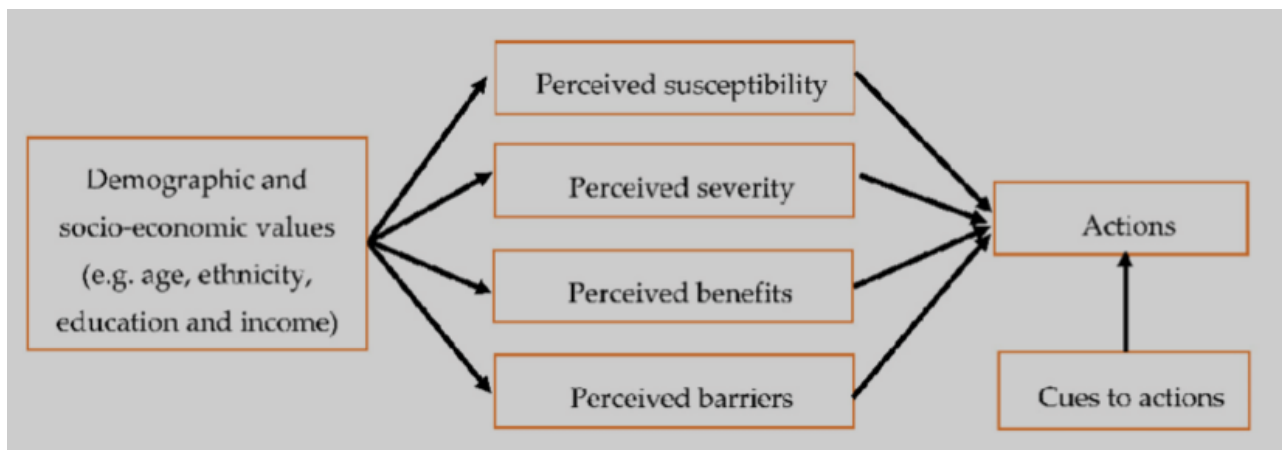 Demographic and
socio-economic values
(e.g. age, ethnicity,
education and income)
Perceived susceptibility
Perceived severity
Perceived benefits
Perceived barriers
Actions
Cues to actions